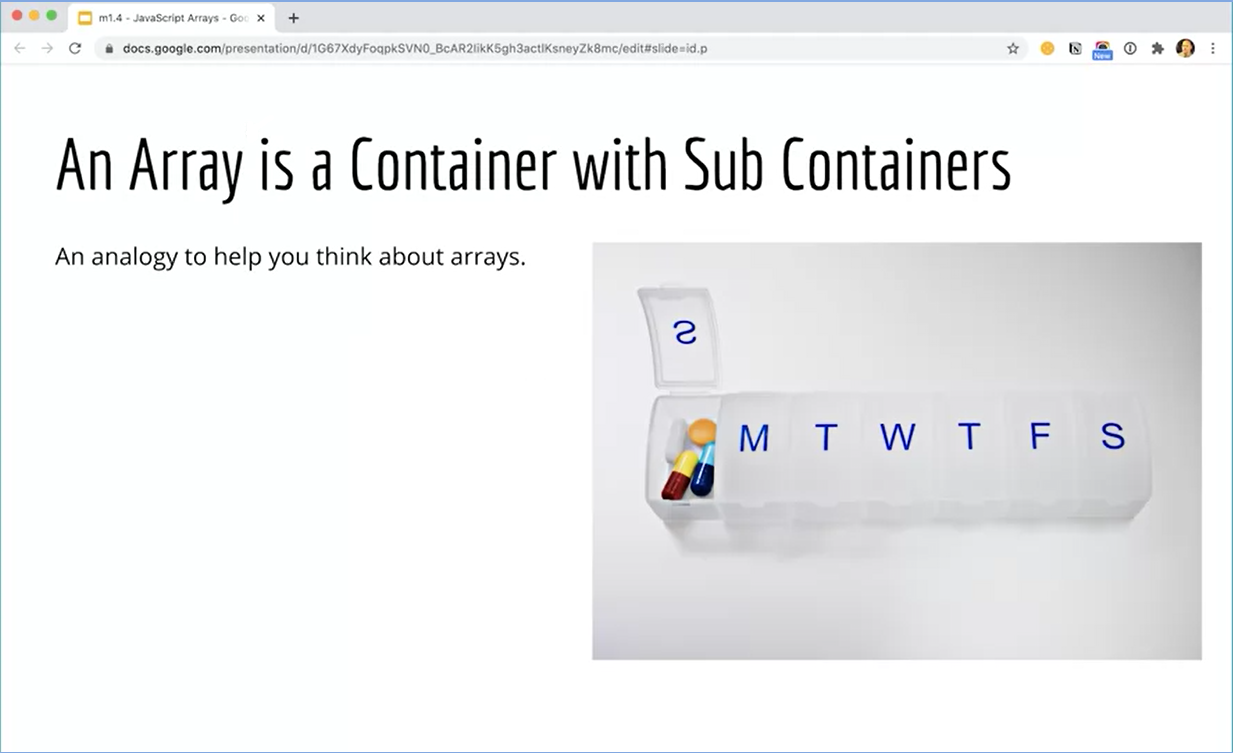 m1.4 - JavaScript Arrays - Goo
docs.google.com/presentation/d/1G67XdyFoqpkSVN0_BcAR2IikK5gh3actIKsneyZk8mc/edit#slide=id.p
New
An Array is a Container with Sub Containers
An analogy to help you think about arrays.
S
M T W T F S